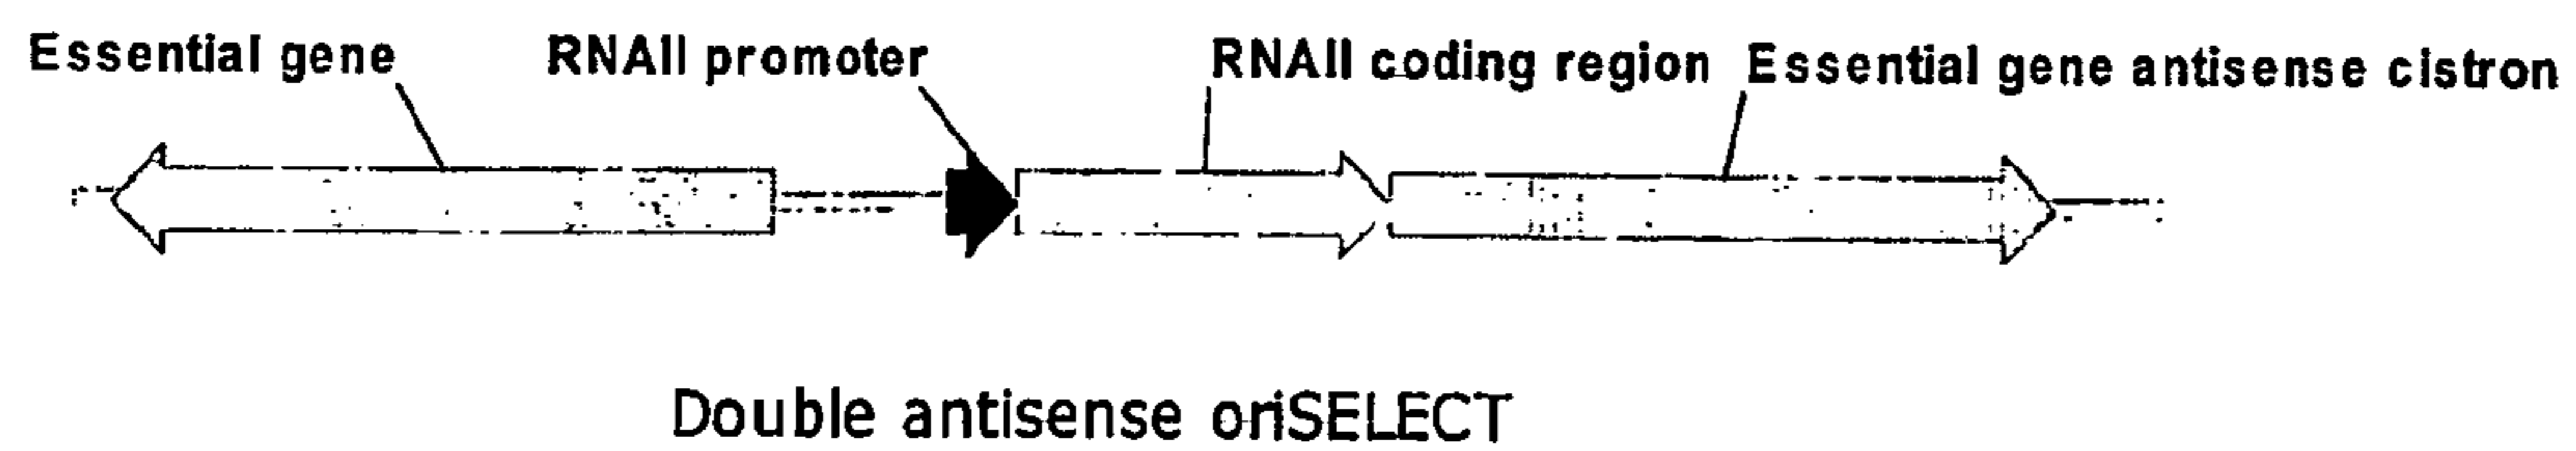 Essential gene RNAII promoter RNAII coding region Essential gene antisense cistron
Double antisense oriSELECT